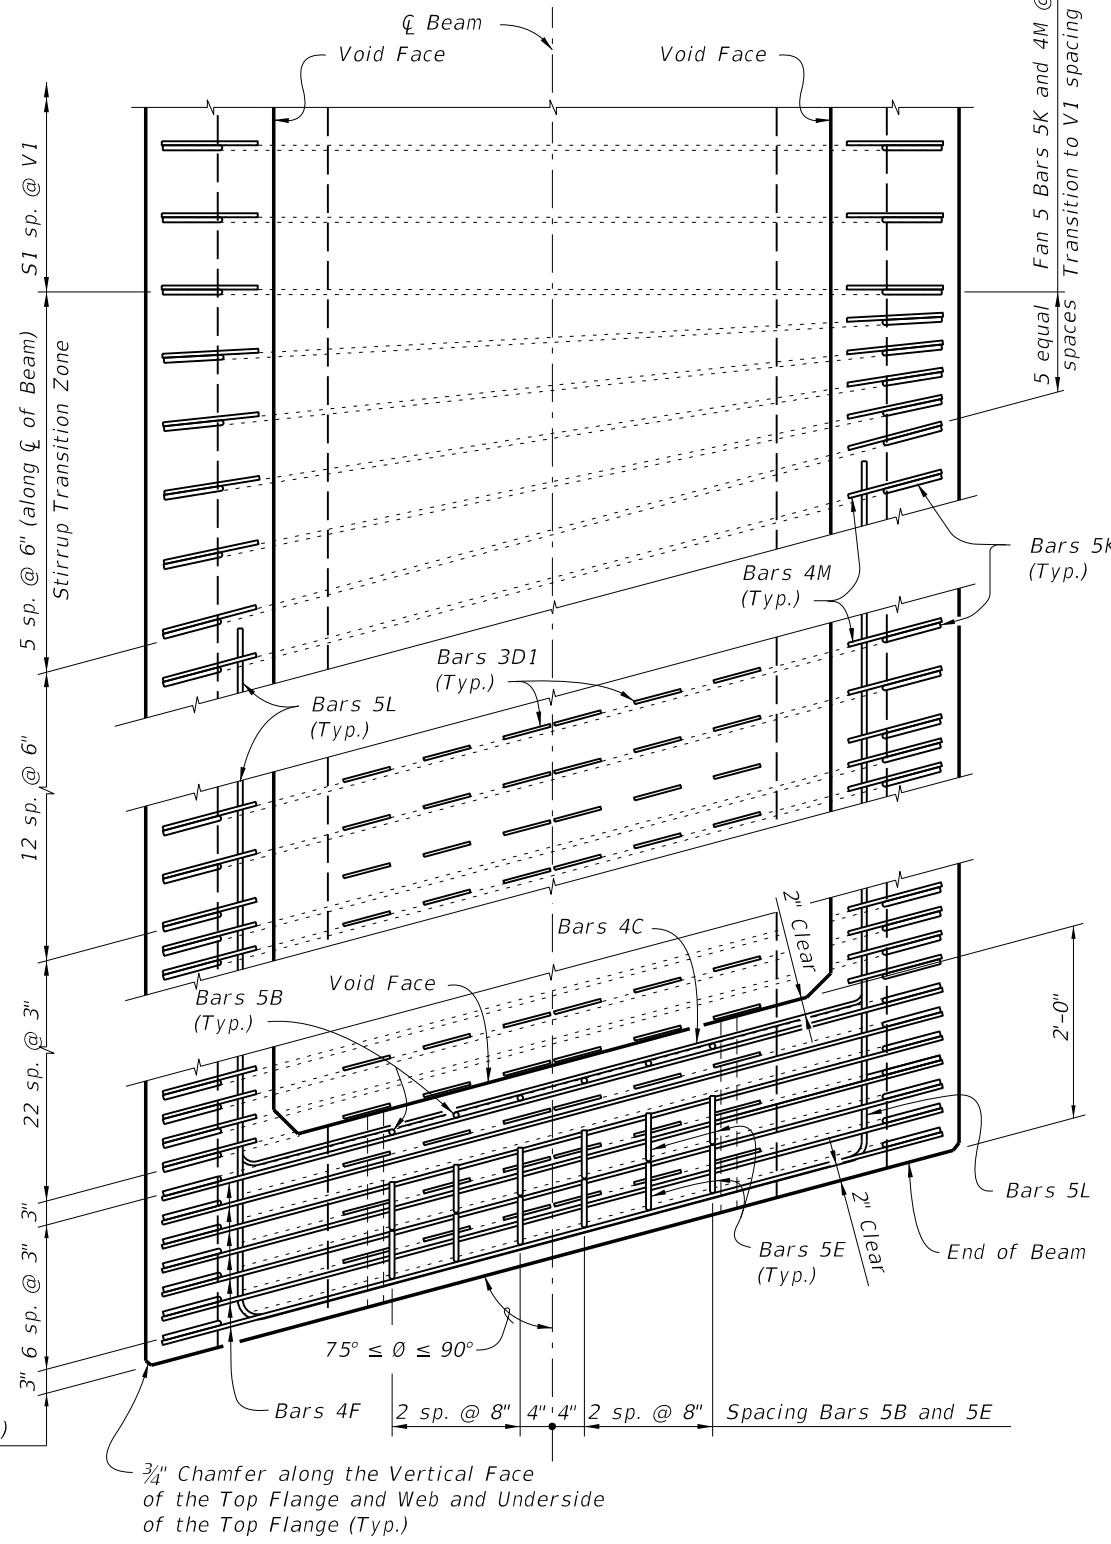 ℄ Beam
Void Face
Void Face
S1 sp. @ V1
Fan 5 Bars 5K and 4M @
Transition to V1 spacing
5 equal
spaces
5 sp. @ 6" (along ℄ of Beam)
Stirrup Transition Zone
Bars 5K
(Typ.)
Bars 4M
(Typ.)
Bars 3D1
(Typ.)
Bars 5L
(Typ.)
12 sp. @ 6"
2" Clear
Bars 4C
Void Face
Bars 5B
(Typ.)
22 sp. @ 3"
2'-0"
Bars 5L
3"
2" Clear
Bars 5E
(Typ.)
End of Beam
6 sp. @ 3"
75° ≤ Ø ≤ 90°
3"
Bars 4F
2 sp. @ 8"
4"
4"
2 sp. @ 8"
Spacing Bars 5B and 5E
)
¾" Chamfer along the Vertical Face
of the Top Flange and Web and Underside
of the Top Flange (Typ.)